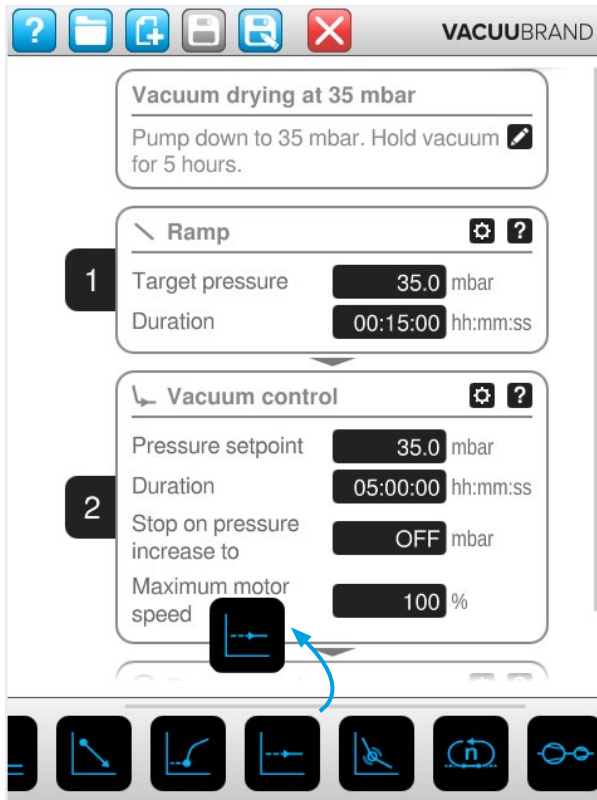 ?
VACUUBRAND
Vacuum drying at 35 mbar
Pump down to 35 mbar. Hold vacuum
for 5 hours.
Ramp ?
1
Target pressure 35.0 mbar
Duration 00:15:00 hh:mm:ss
Vacuum control ?
Pressure setpoint 35.0 mbar
2
Duration 05:00:00 hh:mm:ss
Stop on pressure
increase to OFF mbar
Maximum motor
speed 100 %
n